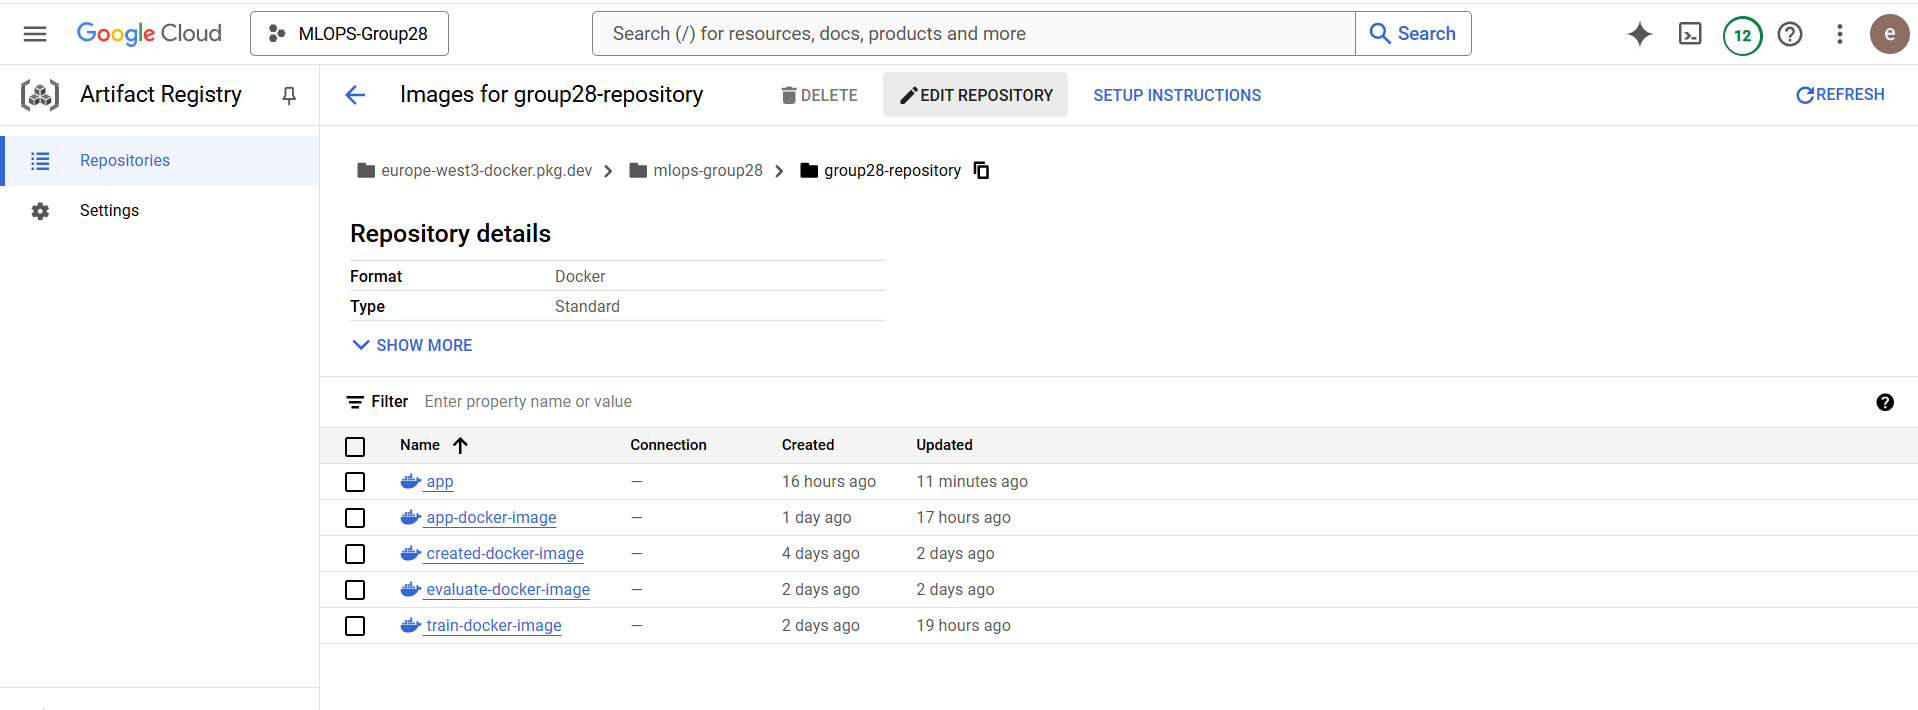 Google Cloud MLOPS-Group28 Search (/) for resources, docs, products and more Search 12 e
Artifact Registry Images for group28-repository DELETE EDIT REPOSITORY SETUP INSTRUCTIONS REFRESH
Repositories
Settings
europe-west3-docker.pkg.dev mlops-group28 group28-repository
Repository details
Format Docker
Type Standard
SHOW MORE
Filter Enter property name or value
Name Connection Created Updated
app — 16 hours ago 11 minutes ago
app-docker-image — 1 day ago 17 hours ago
created-docker-image — 4 days ago 2 days ago
evaluate-docker-image — 2 days ago 2 days ago
train-docker-image — 2 days ago 19 hours ago